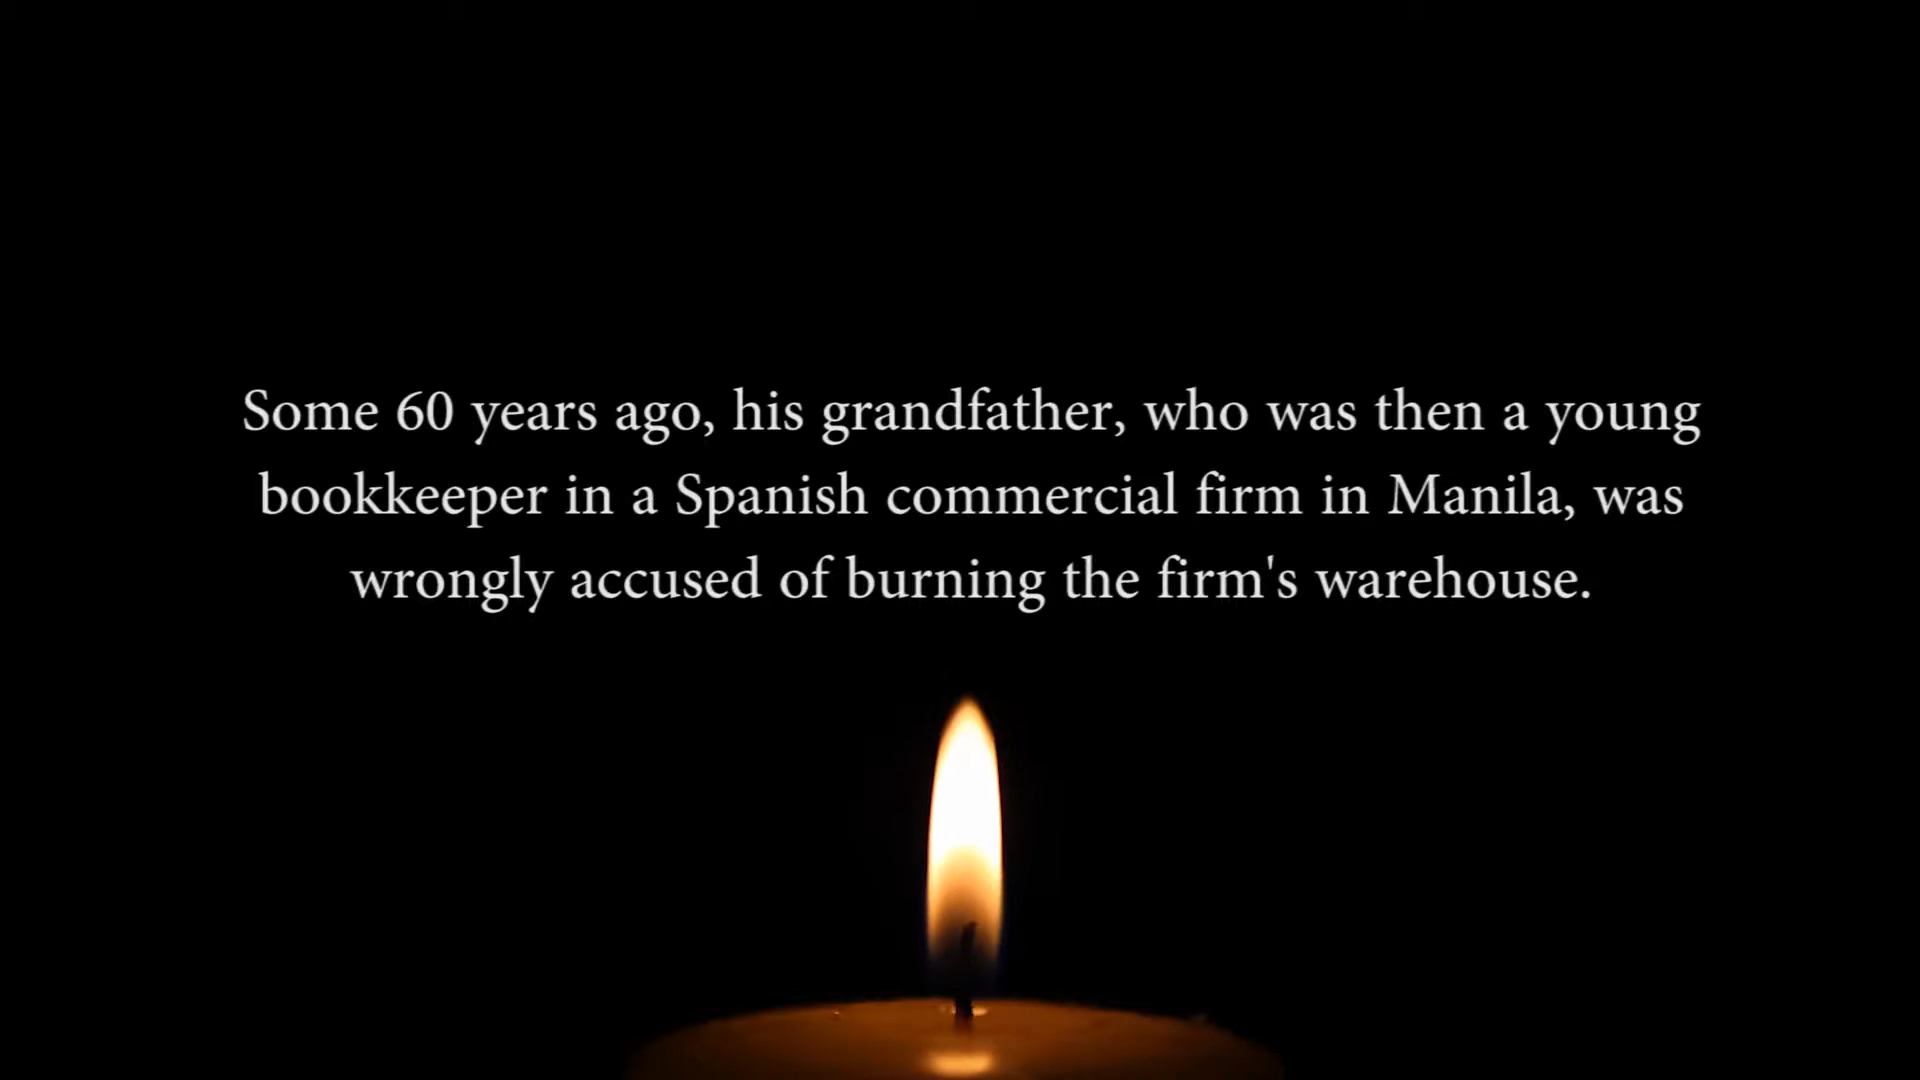 Some 60 years ago, his grandfather, who was then a young
bookkeeper in a Spanish commercial firm in Manila, was
wrongly accused of burning the firm's warehouse.